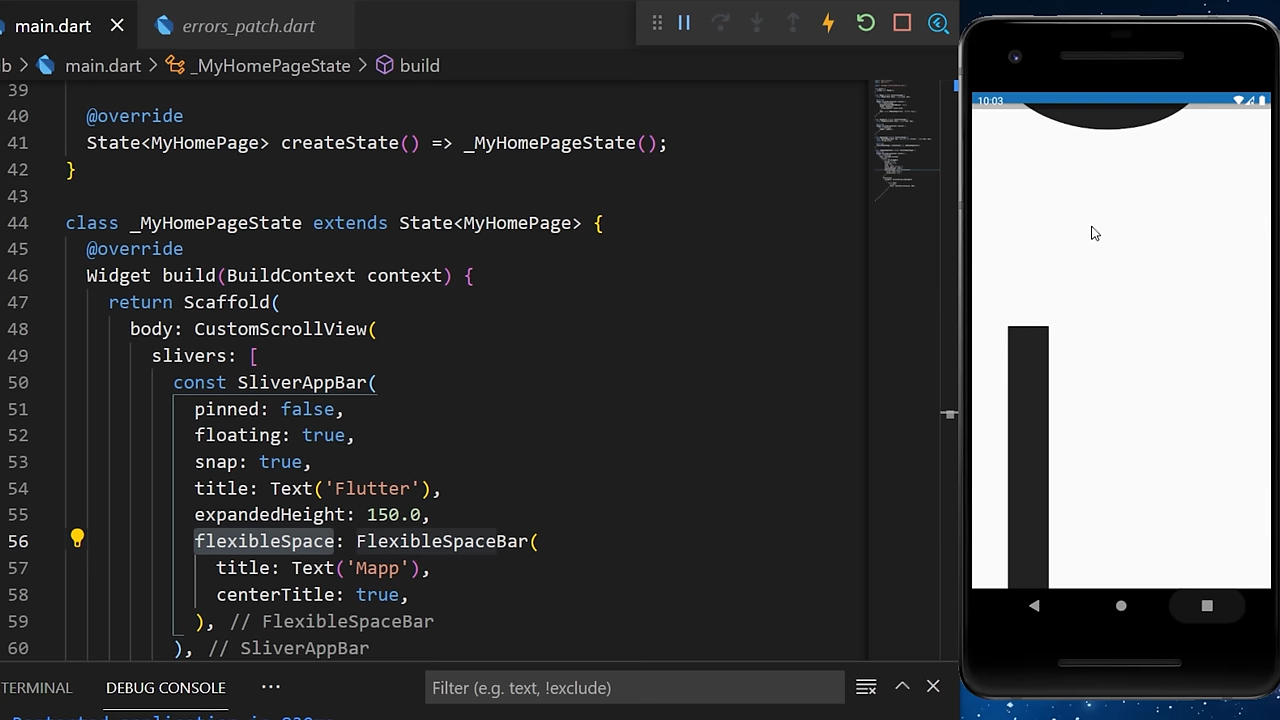 main.dart
errors_patch.dart
b > main.dart > _MyHomePageState > build
39
40 @override
41 State<MyHomePage> createState() => _MyHomePageState();
42 }
43
44 class _MyHomePageState extends State<MyHomePage> {
45 @override
46 Widget build(BuildContext context) {
47 return Scaffold(
48 body: CustomScrollView(
49 slivers: [
50 const SliverAppBar(
51 pinned: false,
52 floating: true,
53 snap: true,
54 title: Text('Flutter'),
55 expandedHeight: 150.0,
56 flexibleSpace: FlexibleSpaceBar(
57 title: Text('Mapp'),
58 centerTitle: true,
59 ), // FlexibleSpaceBar
60 ), // SliverAppBar
TERMINAL DEBUG CONSOLE ...
Filter (e.g. text, !exclude)
10:03